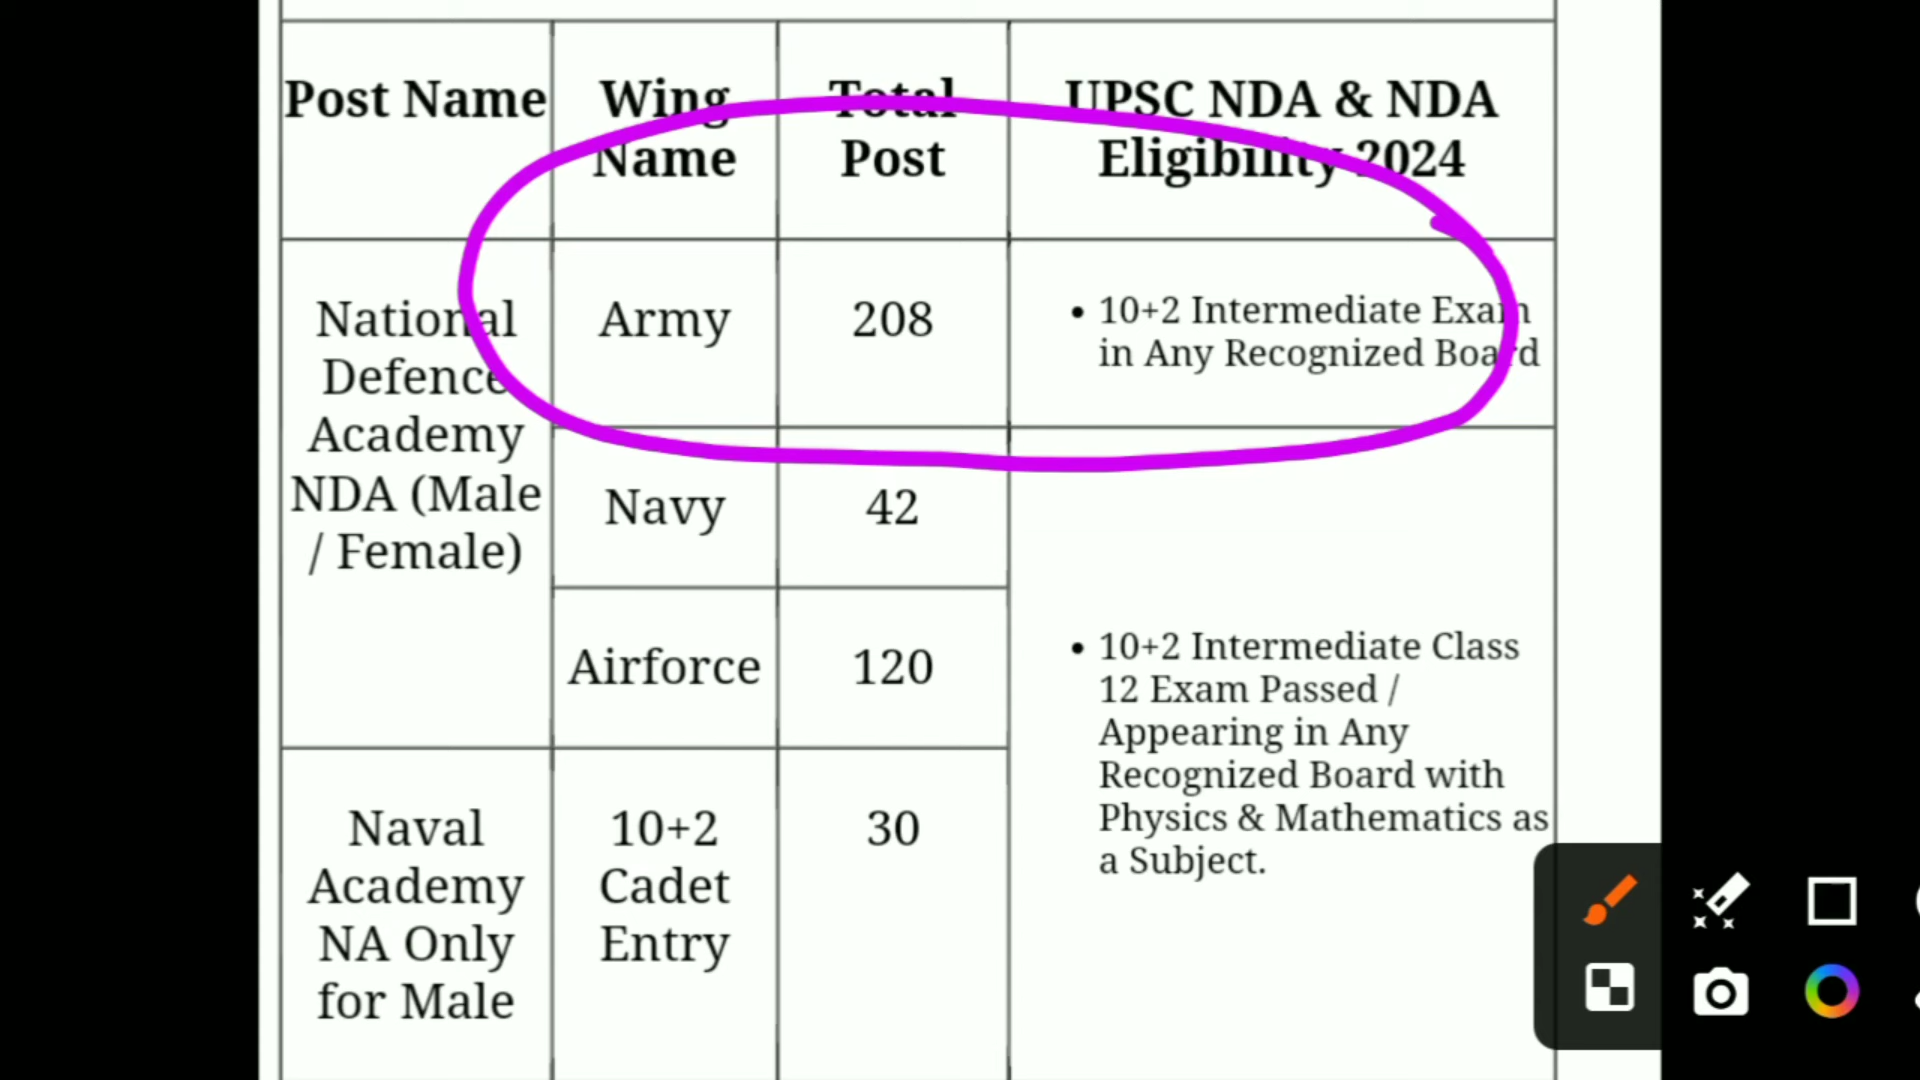 Post Name
Wing
Name
Total
Post
UPSC NDA & NDA
Eligibility 2024
National
Defence
Academy
NDA (Male
/ Female)
Army
208
• 10+2 Intermediate Exam
in Any Recognized Board
Navy
42
Airforce
120
• 10+2 Intermediate Class
12 Exam Passed /
Appearing in Any
Recognized Board with
Physics & Mathematics as
a Subject.
Naval
Academy
NA Only
for Male
10+2
Cadet
Entry
30